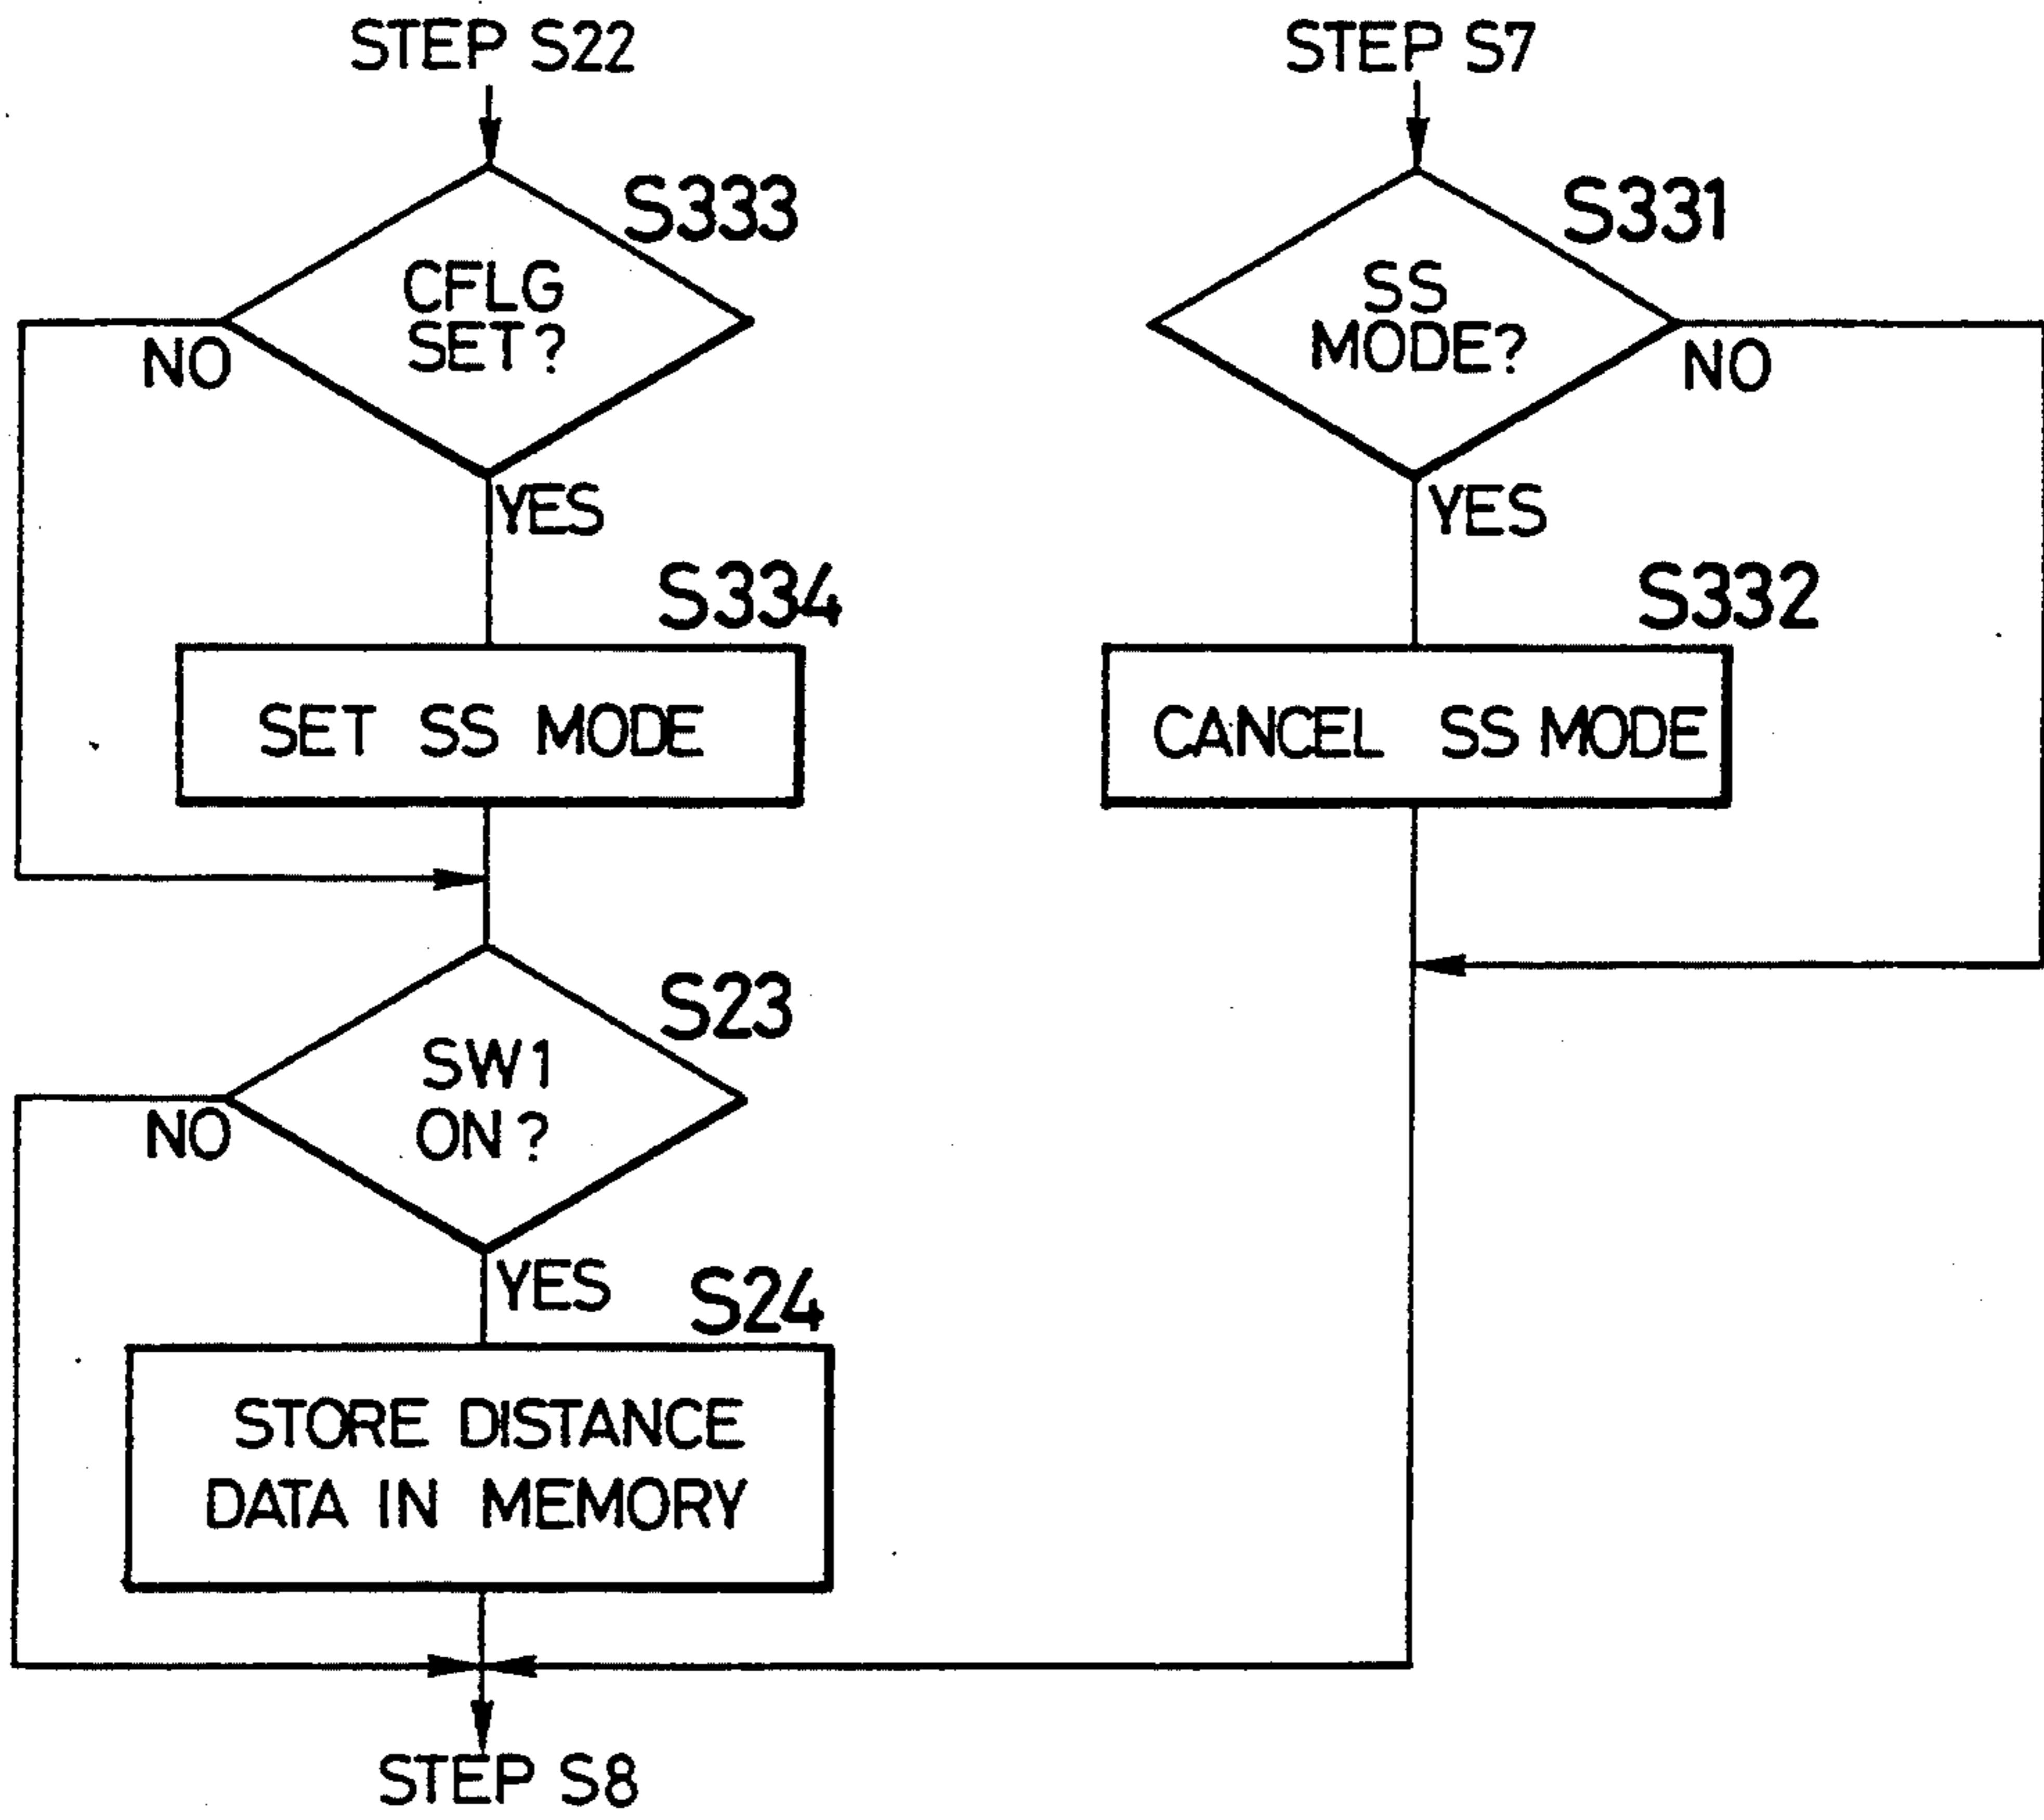 STEP S22
STEP S7
S333
CFLG
SET?
NO
YES
S331
SS
MODE?
NO
YES
S334
SET SS MODE
S332
CANCEL SS MODE
S23
SW1
ON?
NO
YES
S24
STORE DISTANCE
DATA IN MEMORY
STEP S8